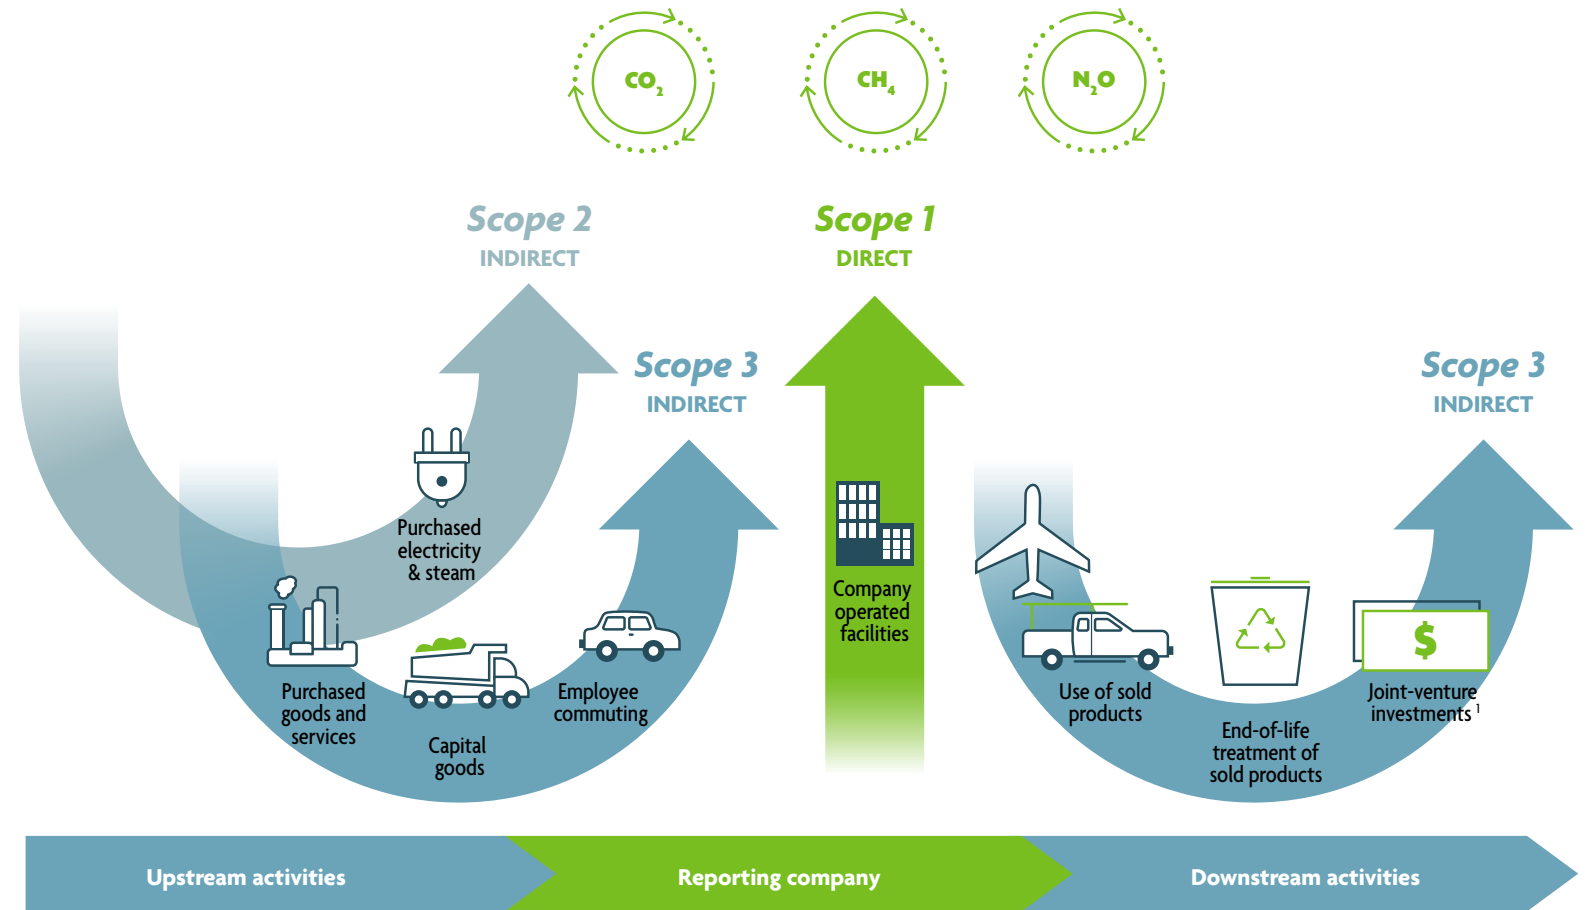 CO2
CH4
N2O
Scope 2
INDIRECT
Scope 1
DIRECT
Scope 3
INDIRECT
Scope 3
INDIRECT
Purchased
electricity
& steam
Purchased
goods and
services
Capital
goods
Employee
commuting
Company
operated
facilities
Use of sold
products
End-of-life
treatment of
sold products
$
Joint-venture
investments 1
Upstream activities
Reporting company
Downstream activities